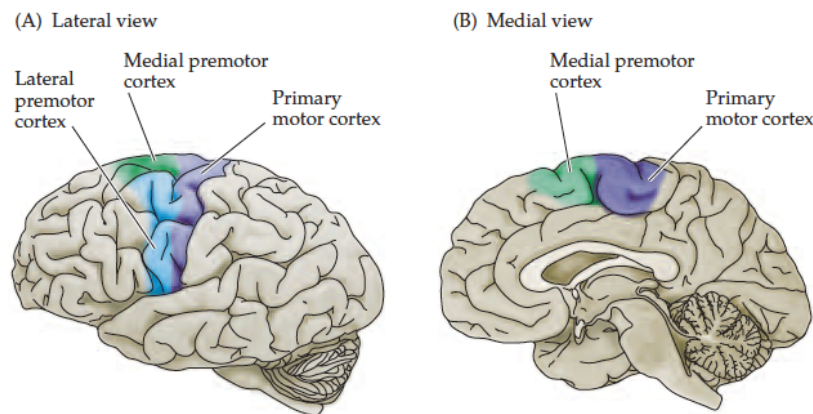 (A) Lateral view
Medial premotor
cortex
Lateral
premotor
cortex
Primary
motor cortex
(B) Medial view
Medial premotor
cortex
Primary
motor cortex